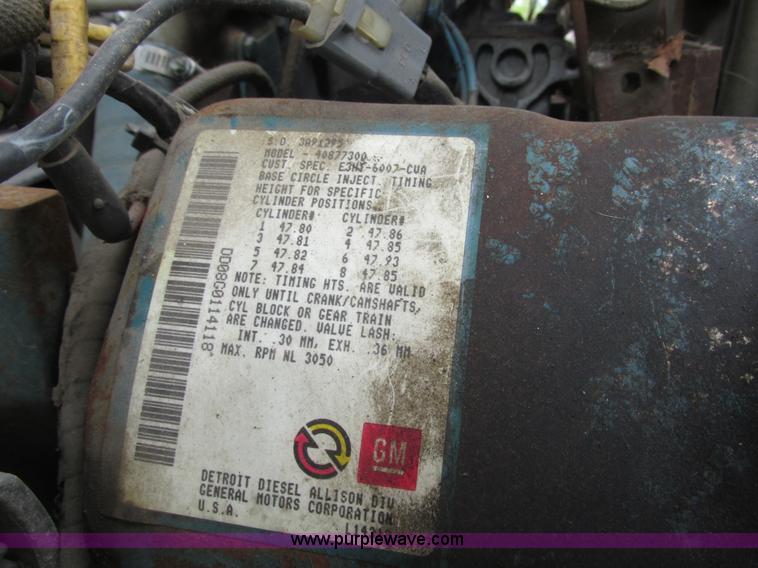 S.O. 3A91295
MODEL - 40877300
CUST. SPEC. E3HT-6007-CVA
BASE CIRCLE INJECT. TIMING
HEIGHT FOR SPECIFIC
CYLINDER POSITIONS.
CYLINDER# CYLINDER#
1 47.80 2 47.86
3 47.81 4 47.85
5 47.82 6 47.93
7 47.84 8 47.85
NOTE: TIMING HTS. ARE VALID
ONLY UNTIL CRANK/CAMSHAFTS,
CYL BLOCK OR GEAR TRAIN
ARE CHANGED. VALVE LASH:
INT. .30 MM, EXH. .36 MM
MAX. RPM NL 3050
DD08G0114118
GM
DETROIT DIESEL ALLISON DIV
GENERAL MOTORS CORPORATION
U.S.A.
www.purplewave.com